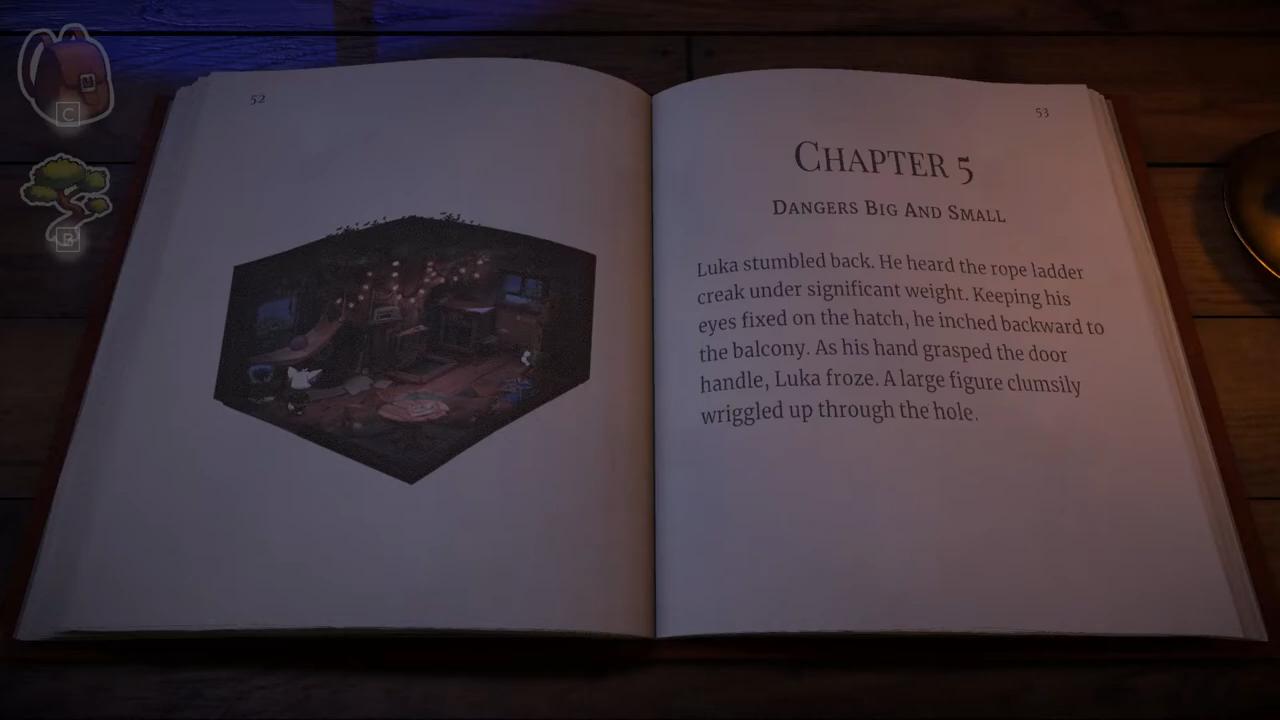 C
B
52
53
Chapter 5
Dangers Big And Small
Luka stumbled back. He heard the rope ladder
creak under significant weight. Keeping his
eyes fixed on the hatch, he inched backward to
the balcony. As his hand grasped the door
handle, Luka froze. A large figure clumsily
wriggled up through the hole.